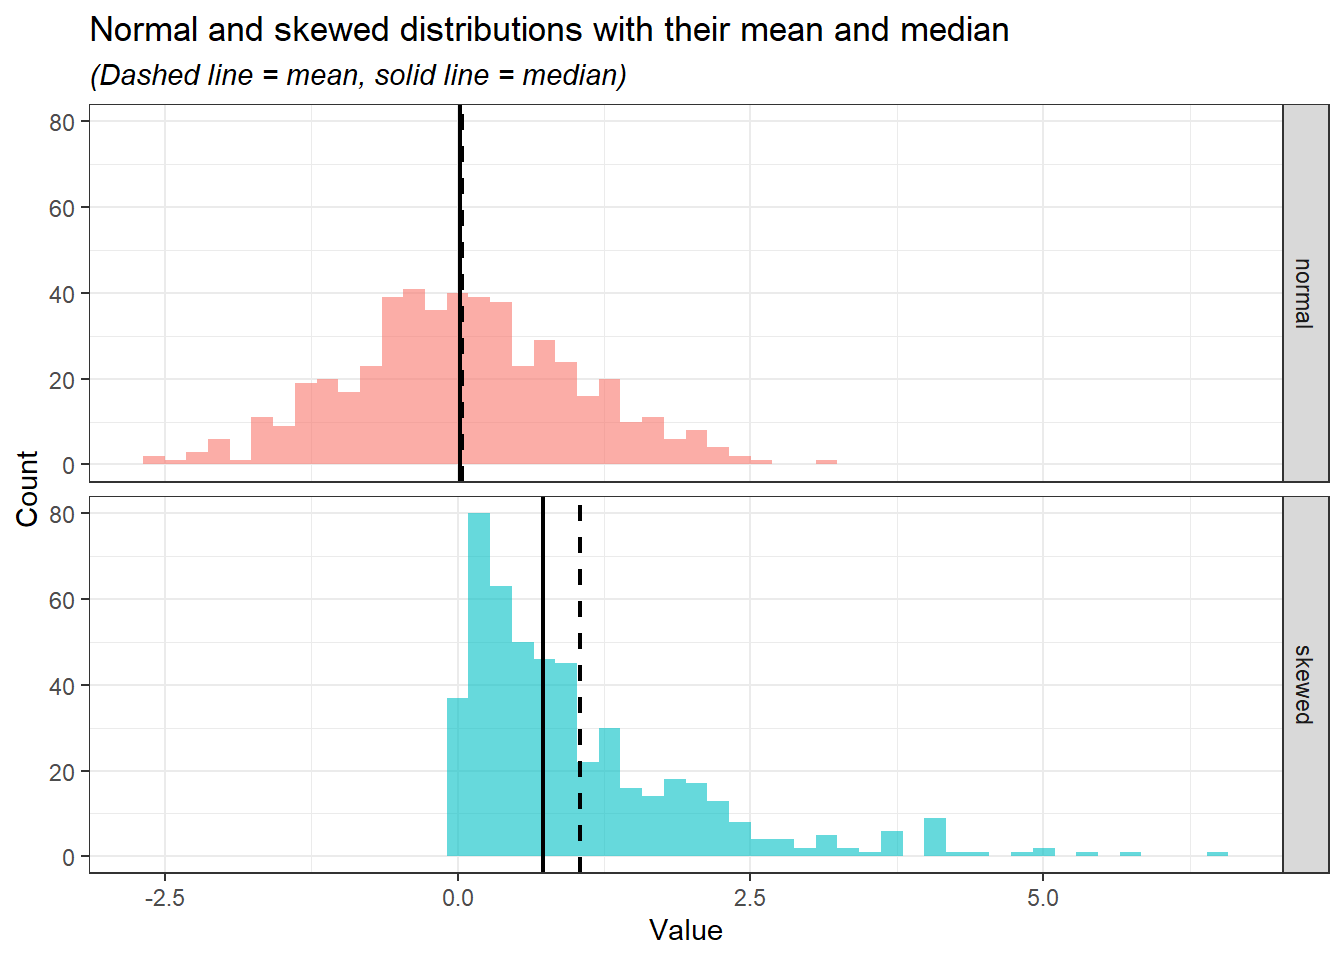 Normal and skewed distributions with their mean and median
(Dashed line = mean, solid line = median)
80
60
40
20
0
normal
Count
80
60
40
20
0
skewed
-2.5 0.0 2.5 5.0
Value